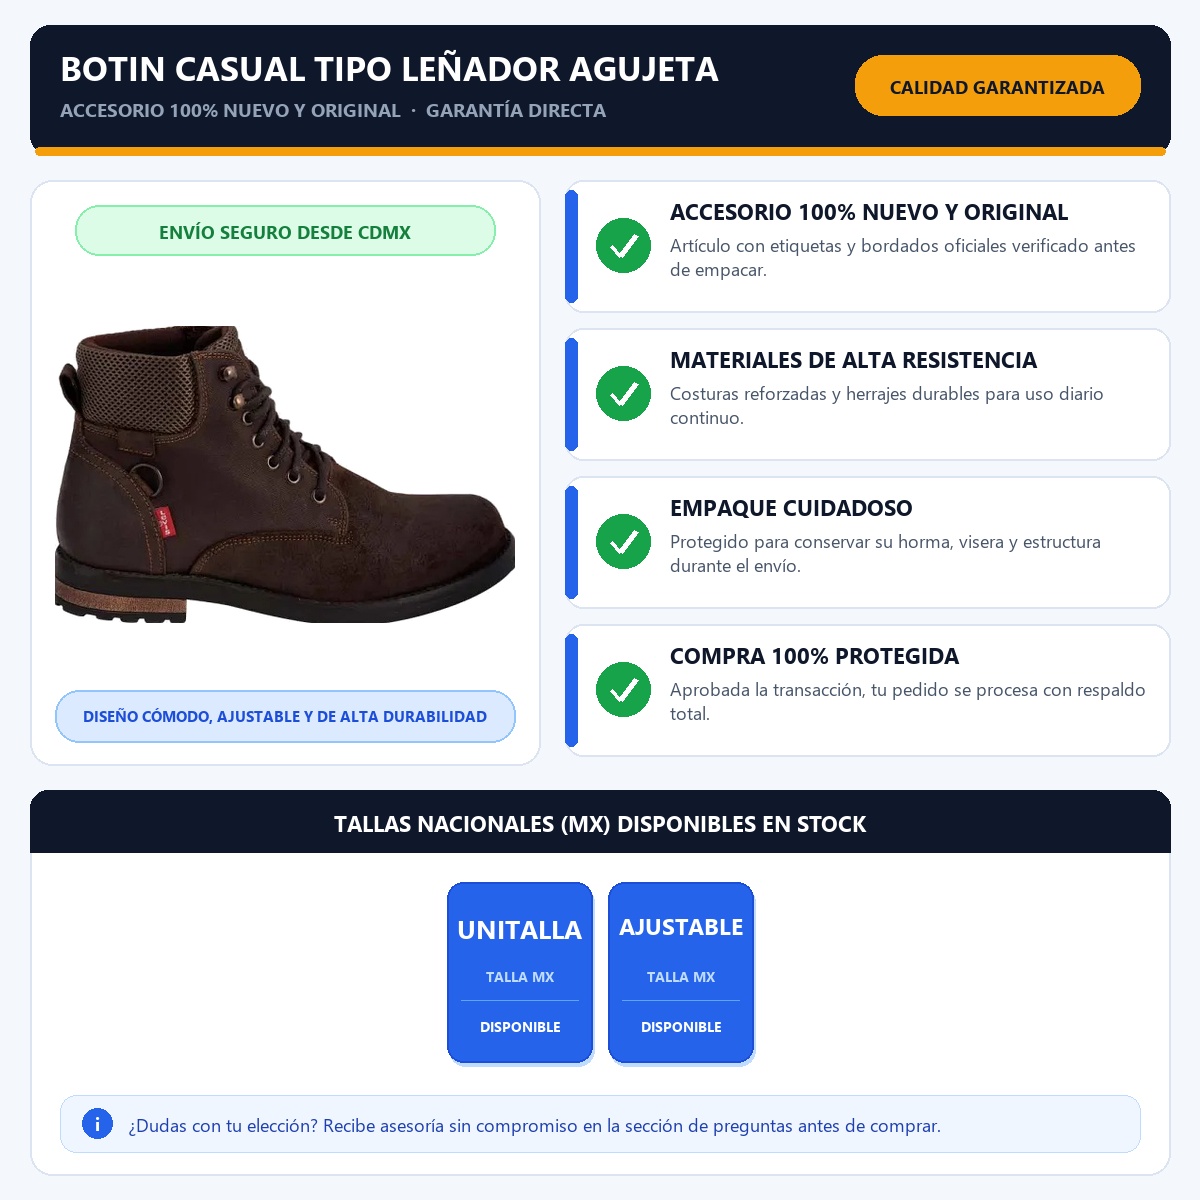 BOTIN CASUAL TIPO LEÑADOR AGUJETA
ACCESORIO 100% NUEVO Y ORIGINAL · GARANTÍA DIRECTA
CALIDAD GARANTIZADA
ENVÍO SEGURO DESDE CDMX
DISEÑO CÓMODO, AJUSTABLE Y DE ALTA DURABILIDAD
ACCESORIO 100% NUEVO Y ORIGINAL
Artículo con etiquetas y bordados oficiales verificado antes
de empacar.
MATERIALES DE ALTA RESISTENCIA
Costuras reforzadas y herrajes durables para uso diario
continuo.
EMPAQUE CUIDADOSO
Protegido para conservar su horma, visera y estructura
durante el envío.
COMPRA 100% PROTEGIDA
Aprobada la transacción, tu pedido se procesa con respaldo
total.
TALLAS NACIONALES (MX) DISPONIBLES EN STOCK
UNITALLA
TALLA MX
DISPONIBLE
AJUSTABLE
TALLA MX
DISPONIBLE
¿Dudas con tu elección? Recibe asesoría sin compromiso en la sección de preguntas antes de comprar.